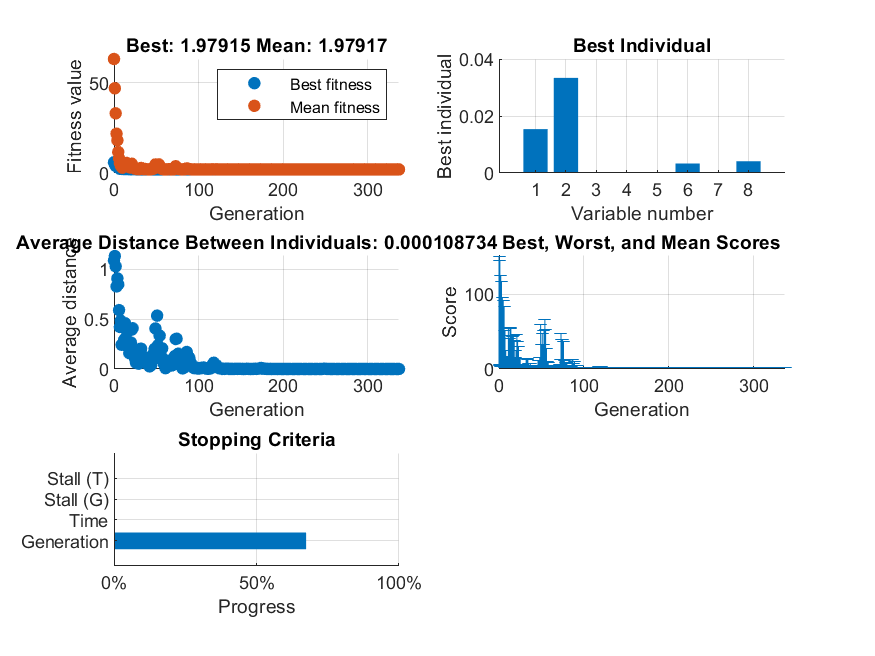 Best: 1.97915 Mean: 1.97917
Fitness value
50
0
0
100
200
300
Generation
Best fitness
Mean fitness
Best Individual
Best individual
0.04
0.02
0
1 2 3 4 5 6 7 8
Variable number
Average Distance Between Individuals: 0.000108734
Average distance
1
0.5
0
0
100
200
300
Generation
Best, Worst, and Mean Scores
Score
100
0
0
100
200
300
Generation
Stopping Criteria
Stall (T)
Stall (G)
Time
Generation
0%
50%
100%
Progress